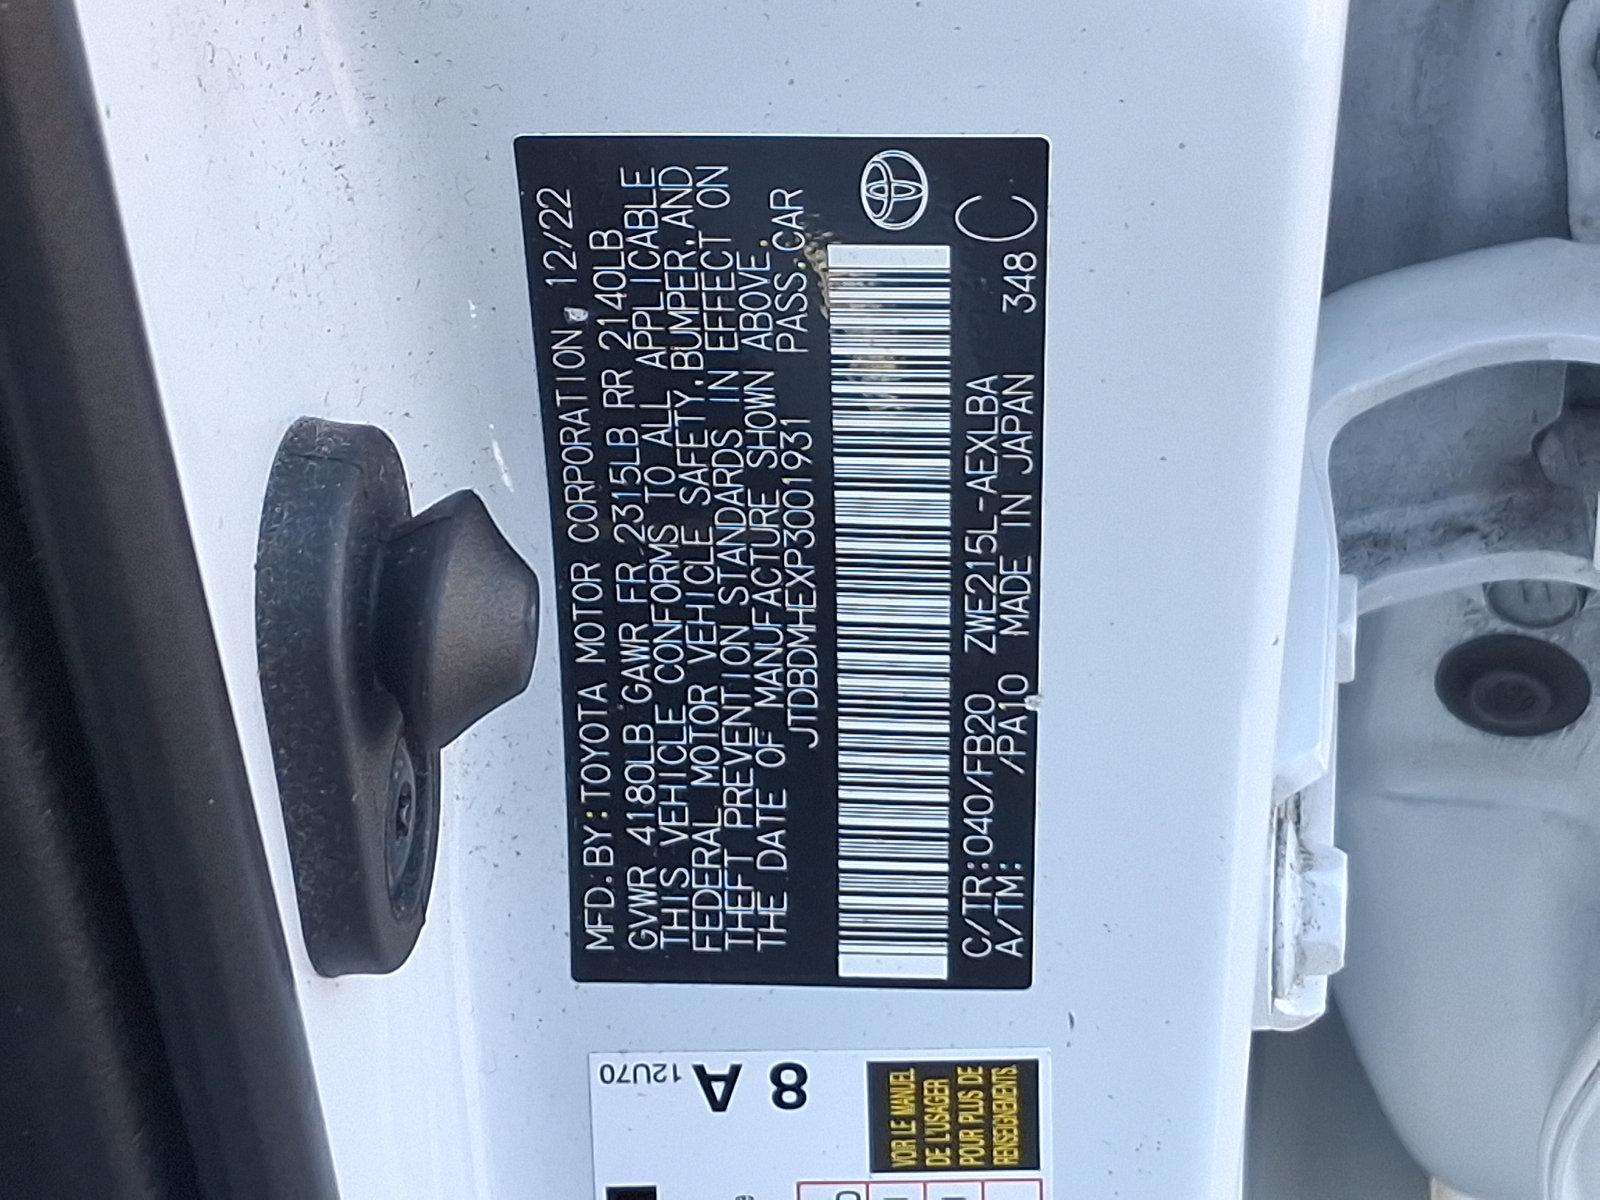 MFD. BY: TOYOTA MOTOR CORPORATION 12/22
GVWR 4180LB GAWR FR 2315LB RR 2140LB
THIS VEHICLE CONFORMS TO ALL APPLICABLE
FEDERAL MOTOR VEHICLE SAFETY, BUMPER, AND
THEFT PREVENTION STANDARDS IN EFFECT ON
THE DATE OF MANUFACTURE SHOWN ABOVE.
JTDBDMHEXP3001931 PASS. CAR
C/TR: 040/FB20 ZWE215L-AEXLBA C
A/TM: /PA10 MADE IN JAPAN 348
12U70
8 A
VOIR LE MANUEL
DE L'USAGER
POUR PLUS DE
RENSEIGNEMENTS.